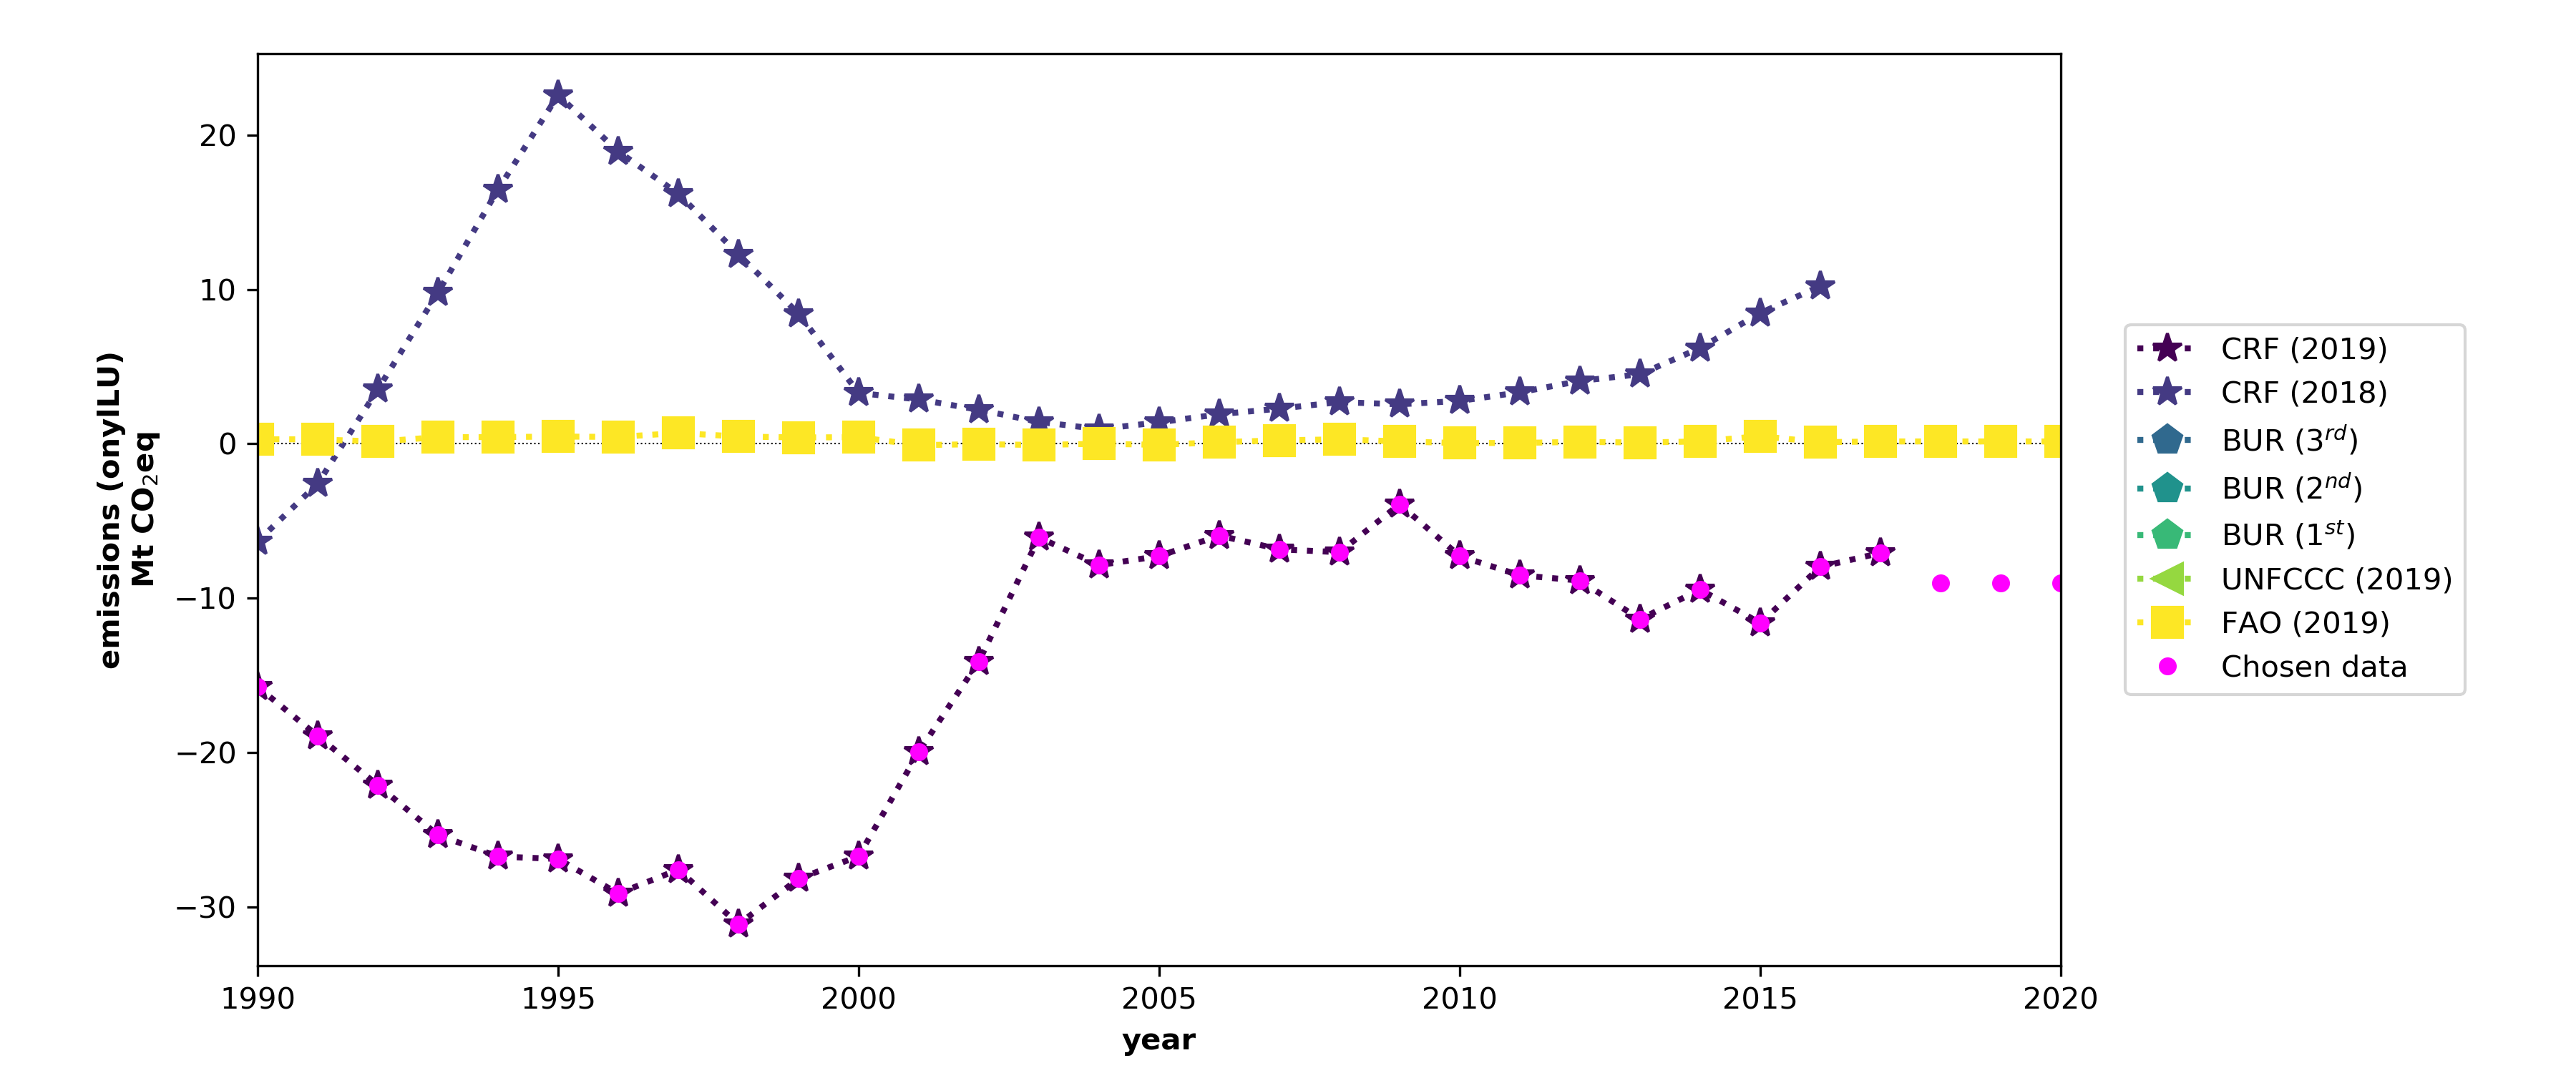 emissions (onylLU)
Mt CO₂eq
20
10
0
−10
−20
−30
1990
1995
2000
2005
2010
2015
2020
year
CRF (2019)
CRF (2018)
BUR (3ʳᵈ)
BUR (2ⁿᵈ)
BUR (1ˢᵗ)
UNFCCC (2019)
FAO (2019)
Chosen data